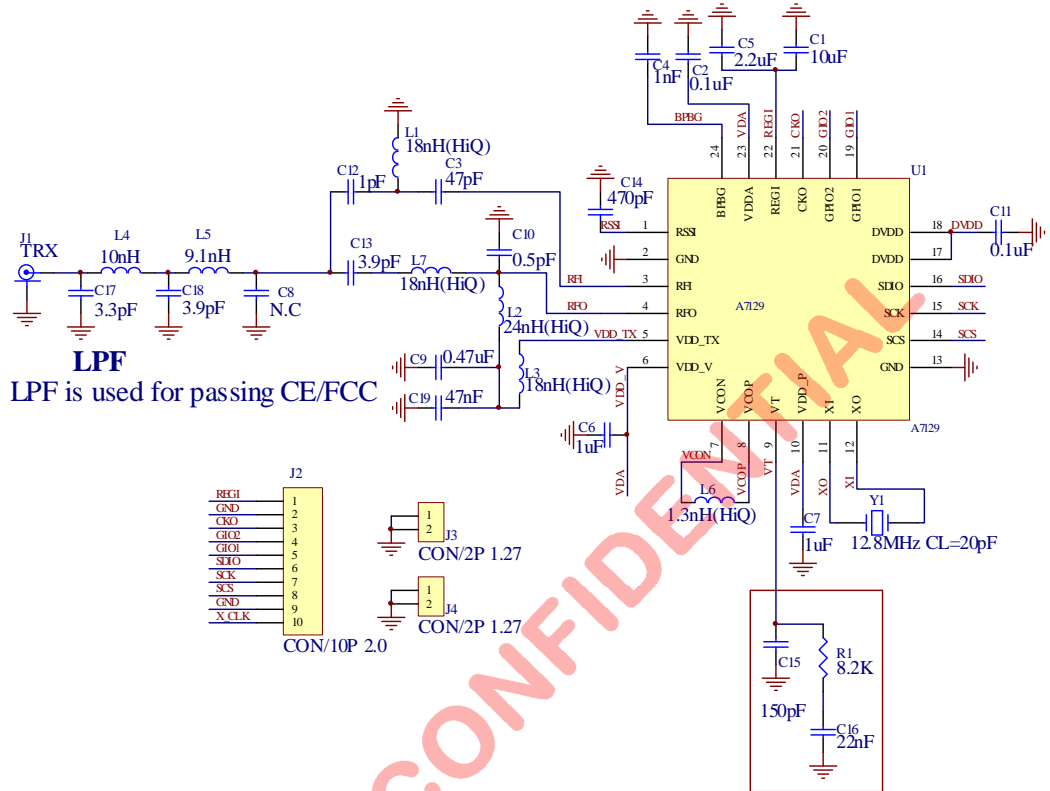 C4
1nF
C2
0.1uF
C5
2.2uF
C1
10uF
BPBG
VDA
REGI
CKO
GIO2
GIO1
24
23
22
21
20
19
L1
18nH(HiQ)
C12
1pF
C3
47pF
C14
470pF
U1
BPBG
VDDA
REGI
CKO
GPIO2
GPIO1
RSSI
1
RSSI
2
GND
RFI
3
RFI
RFO
4
RFO
VDD_TX
5
VDD_TX
6
VDD_V
A7129
DVDD
18
DVDD
DVDD
17
SDIO
16
SDIO
SCK
15
SCK
SCS
14
SCS
GND
13
C11
0.1uF
J1
TRX
L4
10nH
L5
9.1nH
C13
3.9pF
L7
18nH(HiQ)
C10
0.5pF
C17
3.3pF
C18
3.9pF
C8
N.C
L2
24nH(HiQ)
C9
0.47uF
L3
18nH(HiQ)
C19
47nF
LPF
LPF is used for passing CE/FCC
VDD_V
C6
1uF
VDA
VCON
VCOP
VT
VDD_P
XI
XO
A7129
7
8
9
10
11
12
VCON
VCOP
VT
VDA
XO
XI
L6
1.3nH(HiQ)
C7
1uF
Y1
12.8MHz CL=20pF
J2
REGI
1
GND
2
CKO
3
GIO2
4
GIO1
5
SDIO
6
SCK
7
SCS
8
GND
9
X_CLK
10
CON/10P 2.0
1
2
J3
CON/2P 1.27
1
2
J4
CON/2P 1.27
C15
150pF
R1
8.2K
C16
22nF
CONFIDENTIAL